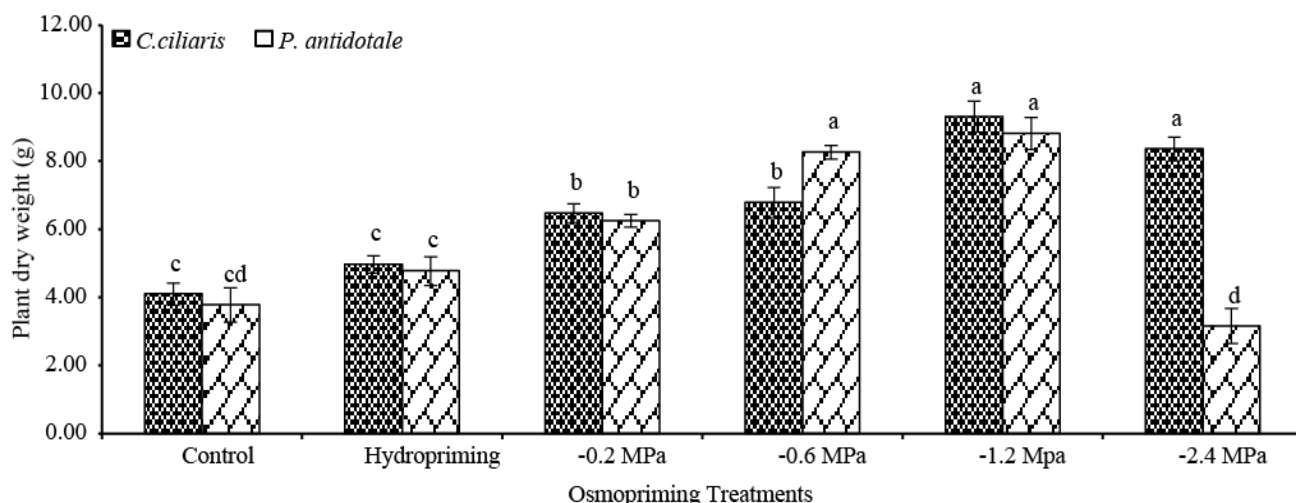 12.00
C.ciliaris P. antidotale
10.00
8.00
6.00
4.00
2.00
0.00
Plant dry weight (g)
c cd c c b b b a a a a d
Control Hydropriming -0.2 MPa -0.6 MPa -1.2 Mpa -2.4 MPa
Osmopriming Treatments